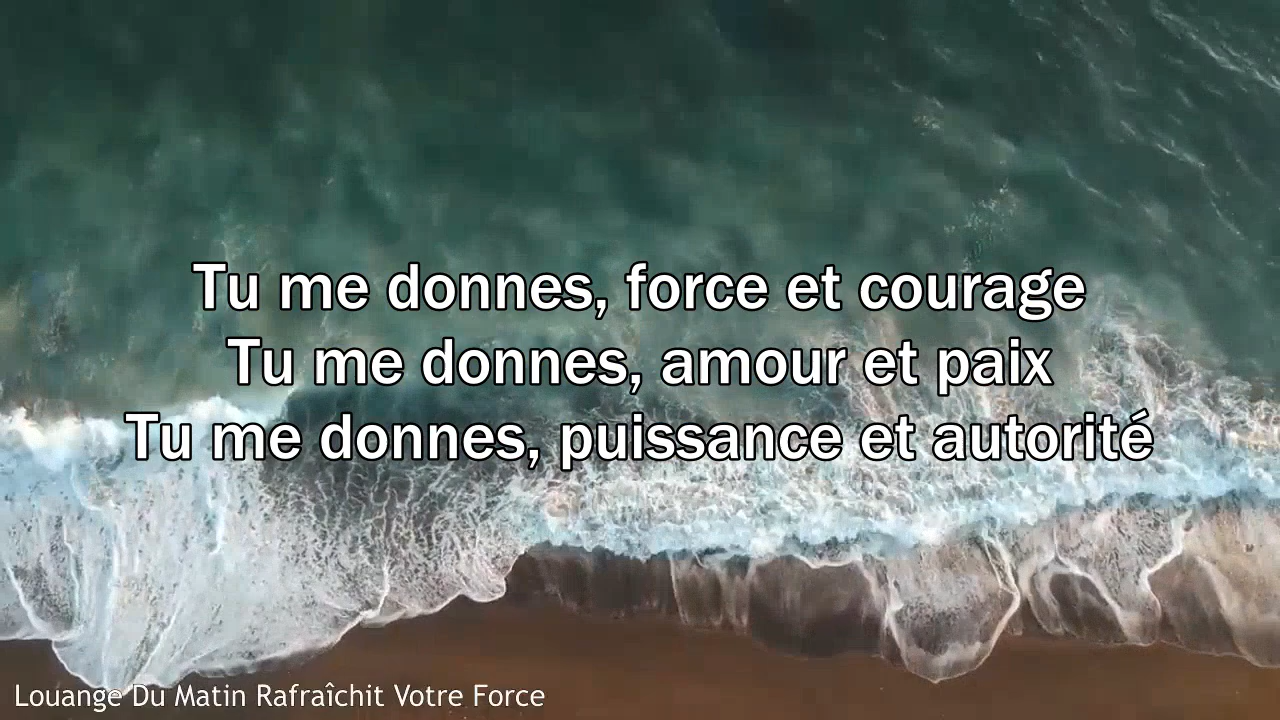 Tu me donnes, force et courage
Tu me donnes, amour et paix
Tu me donnes, puissance et autorité
Louange Du Matin Rafraîchit Votre Force